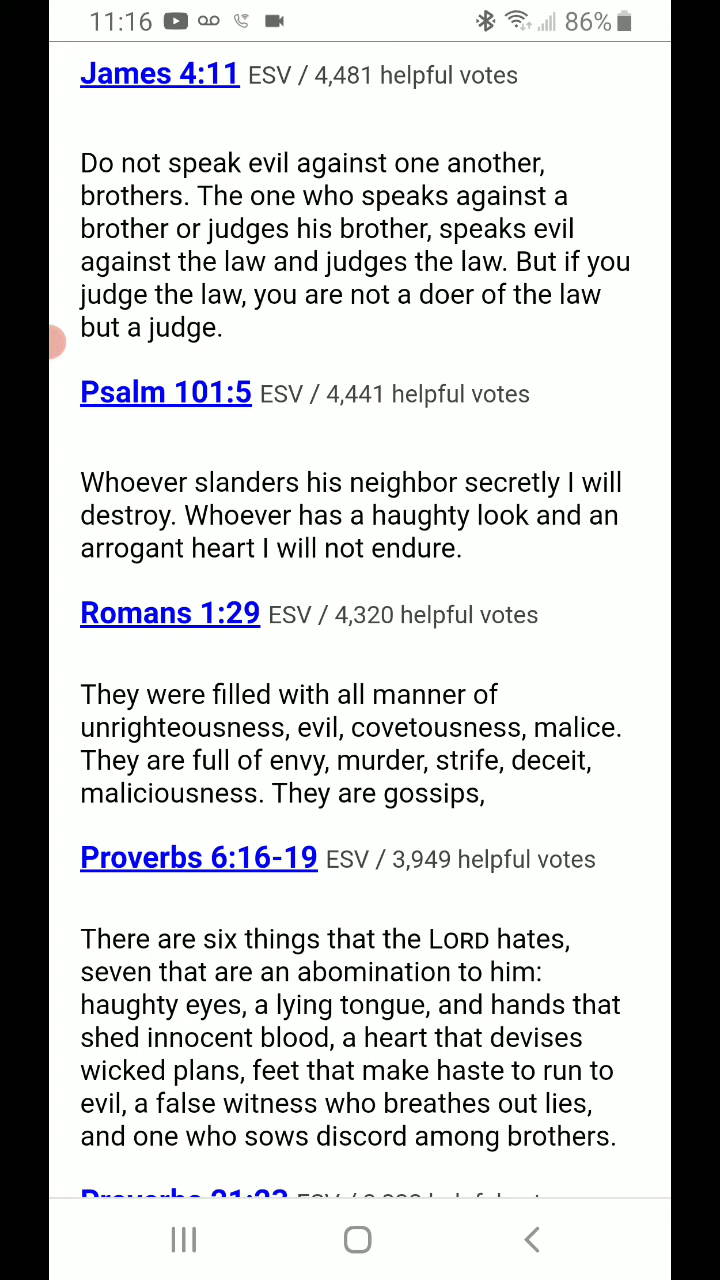 11:16 86%
James 4:11 ESV / 4,481 helpful votes
Do not speak evil against one another,
brothers. The one who speaks against a
brother or judges his brother, speaks evil
against the law and judges the law. But if you
judge the law, you are not a doer of the law
but a judge.
Psalm 101:5 ESV / 4,441 helpful votes
Whoever slanders his neighbor secretly I will
destroy. Whoever has a haughty look and an
arrogant heart I will not endure.
Romans 1:29 ESV / 4,320 helpful votes
They were filled with all manner of
unrighteousness, evil, covetousness, malice.
They are full of envy, murder, strife, deceit,
maliciousness. They are gossips,
Proverbs 6:16-19 ESV / 3,949 helpful votes
There are six things that the LORD hates,
seven that are an abomination to him:
haughty eyes, a lying tongue, and hands that
shed innocent blood, a heart that devises
wicked plans, feet that make haste to run to
evil, a false witness who breathes out lies,
and one who sows discord among brothers.
Proverbs 21:23 ESV /